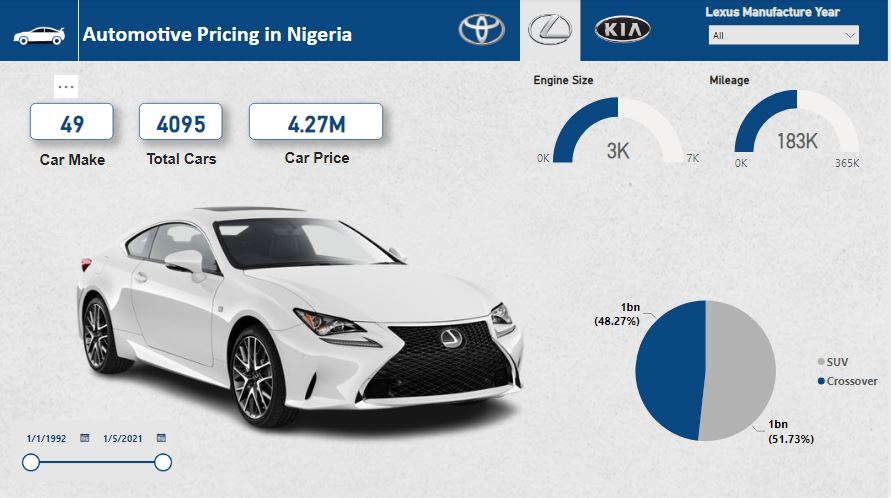 Automotive Pricing in Nigeria
KIA
Lexus Manufacture Year
All
...
49
Car Make
4095
Total Cars
4.27M
Car Price
Engine Size
0K
3K
7K
Mileage
0K
183K
365K
1bn
(48.27%)
SUV
Crossover
1bn
(51.73%)
1/1/1992
1/5/2021